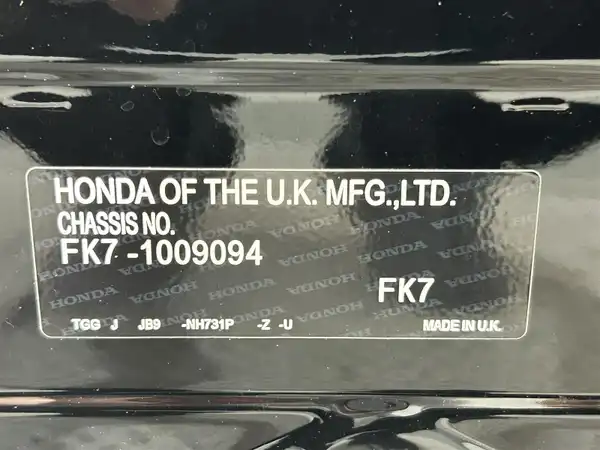 HONDA OF THE U.K. MFG.,LTD.
CHASSIS NO.
FK7 -1009094
FK7
TGG J JB9 -NH731P -Z -U MADE IN U.K.